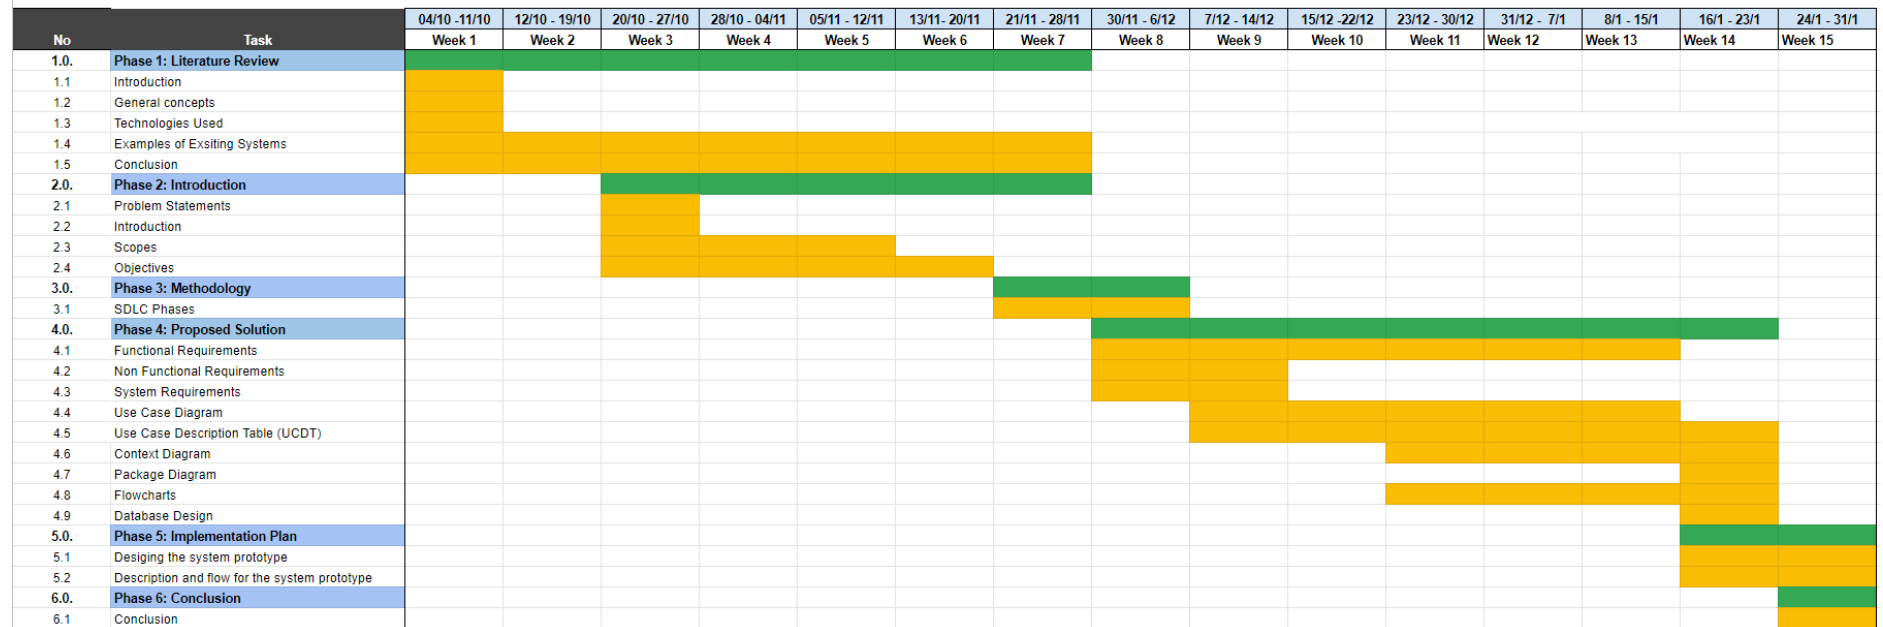 04/10 -11/10 12/10 - 19/10 20/10 - 27/10 28/10 - 04/11 05/11 - 12/11 13/11- 20/11 21/11 - 28/11 30/11 - 6/12 7/12 - 14/12 15/12 -22/12 23/12 - 30/12 31/12 - 7/1 8/1 - 15/1 16/1 - 23/1 24/1 - 31/1
No Task Week 1 Week 2 Week 3 Week 4 Week 5 Week 6 Week 7 Week 8 Week 9 Week 10 Week 11 Week 12 Week 13 Week 14 Week 15
1.0. Phase 1: Literature Review
1.1 Introduction
1.2 General concepts
1.3 Technologies Used
1.4 Examples of Exsiting Systems
1.5 Conclusion
2.0. Phase 2: Introduction
2.1 Problem Statements
2.2 Introduction
2.3 Scopes
2.4 Objectives
3.0. Phase 3: Methodology
3.1 SDLC Phases
4.0. Phase 4: Proposed Solution
4.1 Functional Requirements
4.2 Non Functional Requirements
4.3 System Requirements
4.4 Use Case Diagram
4.5 Use Case Description Table (UCDT)
4.6 Context Diagram
4.7 Package Diagram
4.8 Flowcharts
4.9 Database Design
5.0. Phase 5: Implementation Plan
5.1 Desiging the system prototype
5.2 Description and flow for the system prototype
6.0. Phase 6: Conclusion
6.1 Conclusion